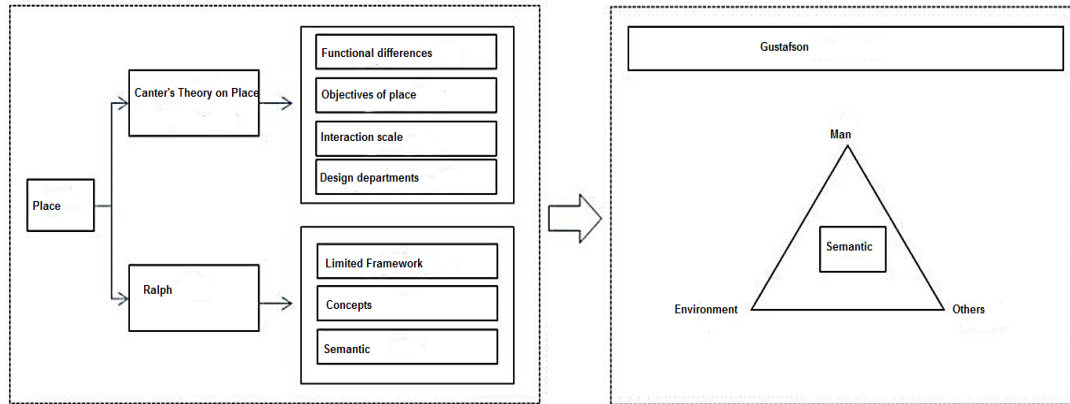 Place
Canter's Theory on Place
Functional differences
Objectives of place
Interaction scale
Design departments
Ralph
Limited Framework
Concepts
Semantic
Gustafson
Man
Semantic
Environment
Others